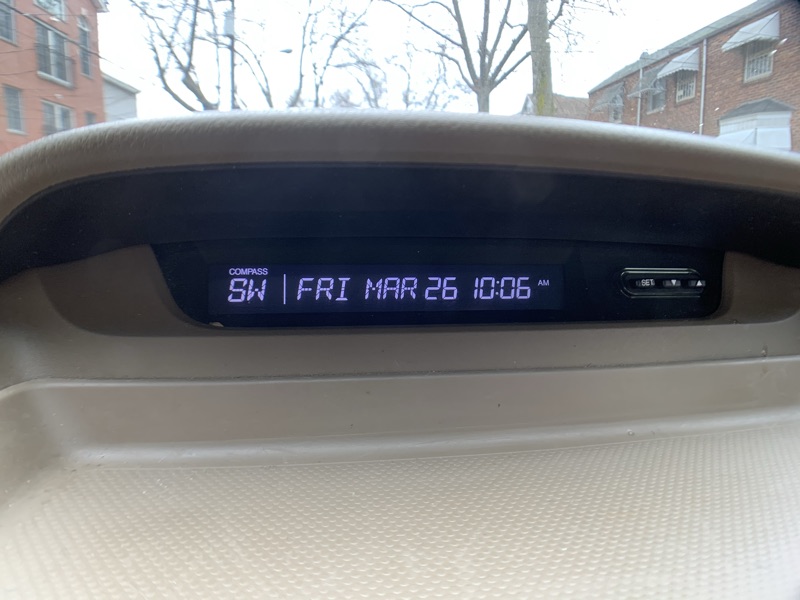 COMPASS
SW | FRI MAR 26 10:06 AM
SET ▼ ▲